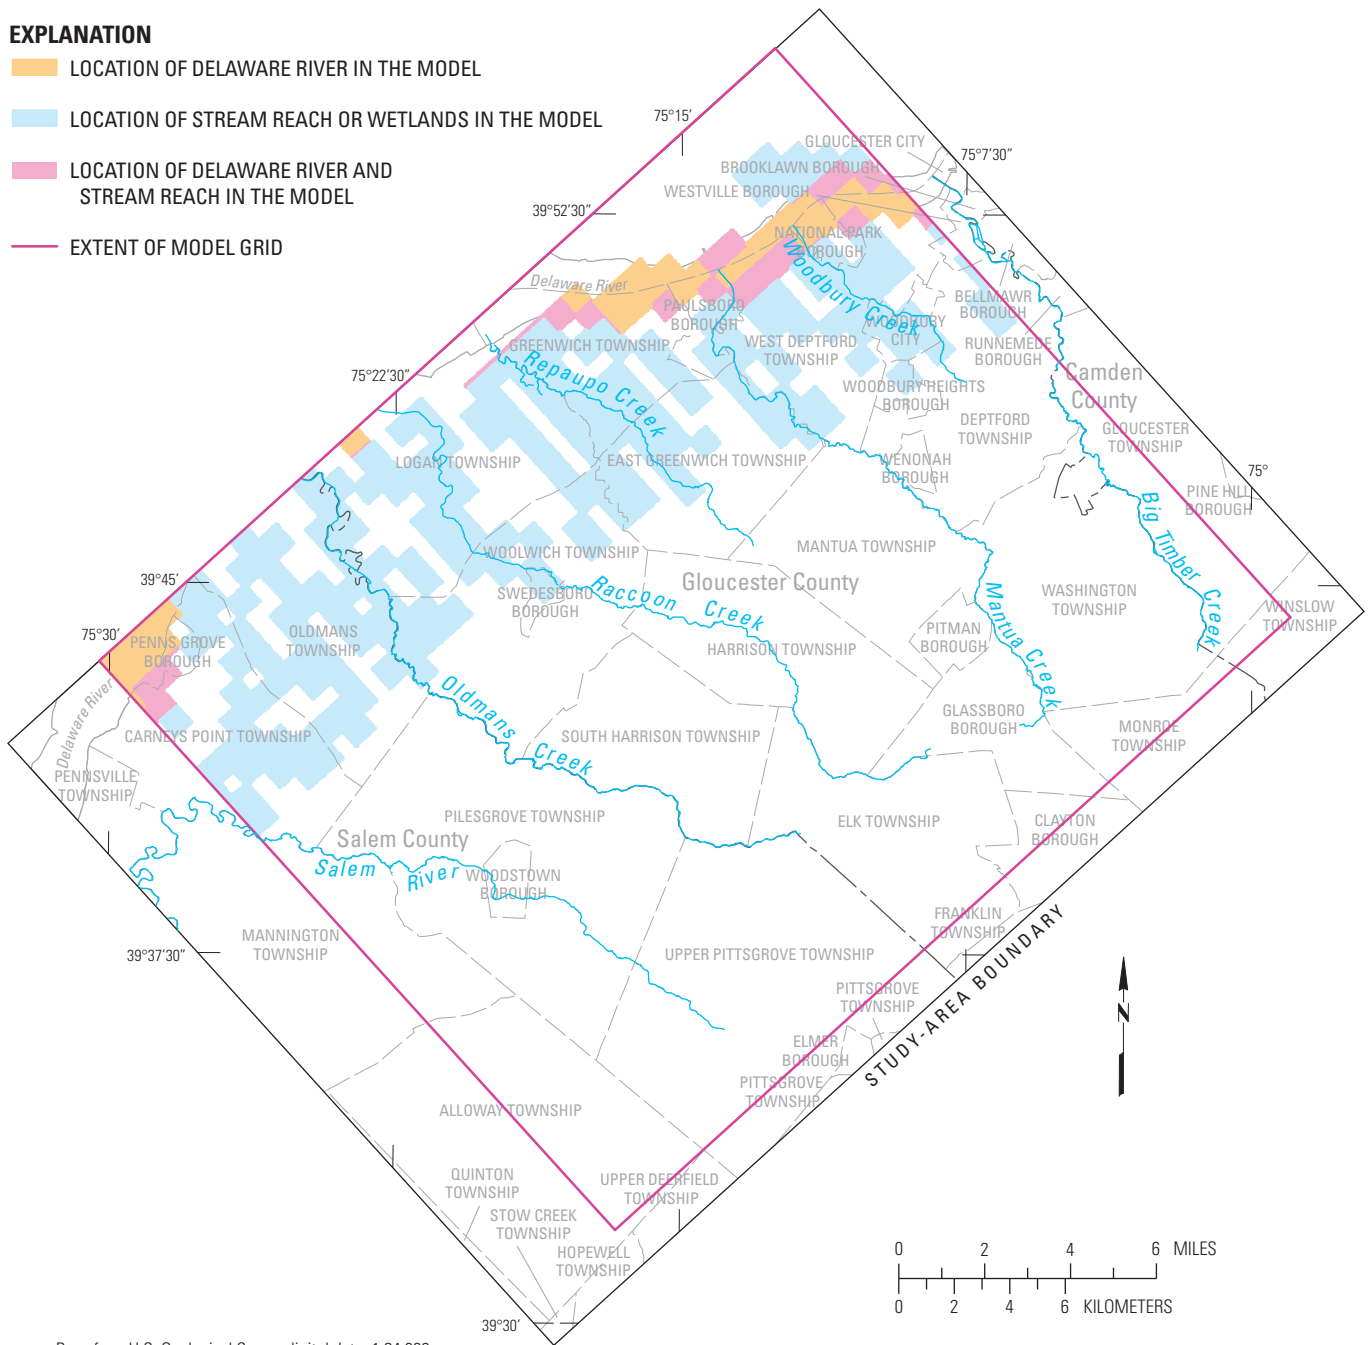 EXPLANATION
LOCATION OF DELAWARE RIVER IN THE MODEL
LOCATION OF STREAM REACH OR WETLANDS IN THE MODEL
LOCATION OF DELAWARE RIVER AND
STREAM REACH IN THE MODEL
EXTENT OF MODEL GRID
75°15′
GLOUCESTER CITY
75°7′30″
BROOKLAWN BOROUGH
WESTVILLE BOROUGH
39°52′30″
NATIONAL PARK
BOROUGH
Woodbury Creek
Delaware River
PAULSBORO
BOROUGH
BELLMAWR
BOROUGH
WOODBURY
CITY
GREENWICH TOWNSHIP
WEST DEPTFORD
TOWNSHIP
RUNNEMEDE
BOROUGH
75°22′30″
Repaupo Creek
WOODBURY HEIGHTS
BOROUGH
Camden
County
DEPTFORD
TOWNSHIP
GLOUCESTER
TOWNSHIP
LOGAN TOWNSHIP
EAST GREENWICH TOWNSHIP
WENONAH
BOROUGH
75°
PINE HILL
BOROUGH
Big Timber Creek
WOOLWICH TOWNSHIP
MANTUA TOWNSHIP
39°45′
Gloucester County
SWEDESBORO
BOROUGH
Raccoon Creek
Mantua Creek
WASHINGTON
TOWNSHIP
WINSLOW
TOWNSHIP
75°30′
PENNS GROVE
BOROUGH
OLDMANS
TOWNSHIP
PITMAN
BOROUGH
HARRISON TOWNSHIP
Delaware River
Oldmans Creek
GLASSBORO
BOROUGH
CARNEYS POINT TOWNSHIP
SOUTH HARRISON TOWNSHIP
MONROE
TOWNSHIP
PENNSVILLE
TOWNSHIP
PILESGROVE TOWNSHIP
ELK TOWNSHIP
CLAYTON
BOROUGH
Salem County
Salem River
WOODSTOWN
BOROUGH
FRANKLIN
TOWNSHIP
MANNINGTON
TOWNSHIP
39°37′30″
UPPER PITTSGROVE TOWNSHIP
STUDY-AREA BOUNDARY
PITTSGROVE
TOWNSHIP
N
ELMER
BOROUGH
PITTSGROVE
TOWNSHIP
ALLOWAY TOWNSHIP
QUINTON
TOWNSHIP
UPPER DEERFIELD
TOWNSHIP
STOW CREEK
TOWNSHIP
HOPEWELL
TOWNSHIP
0 2 4 6 MILES
0 2 4 6 KILOMETERS
39°30′